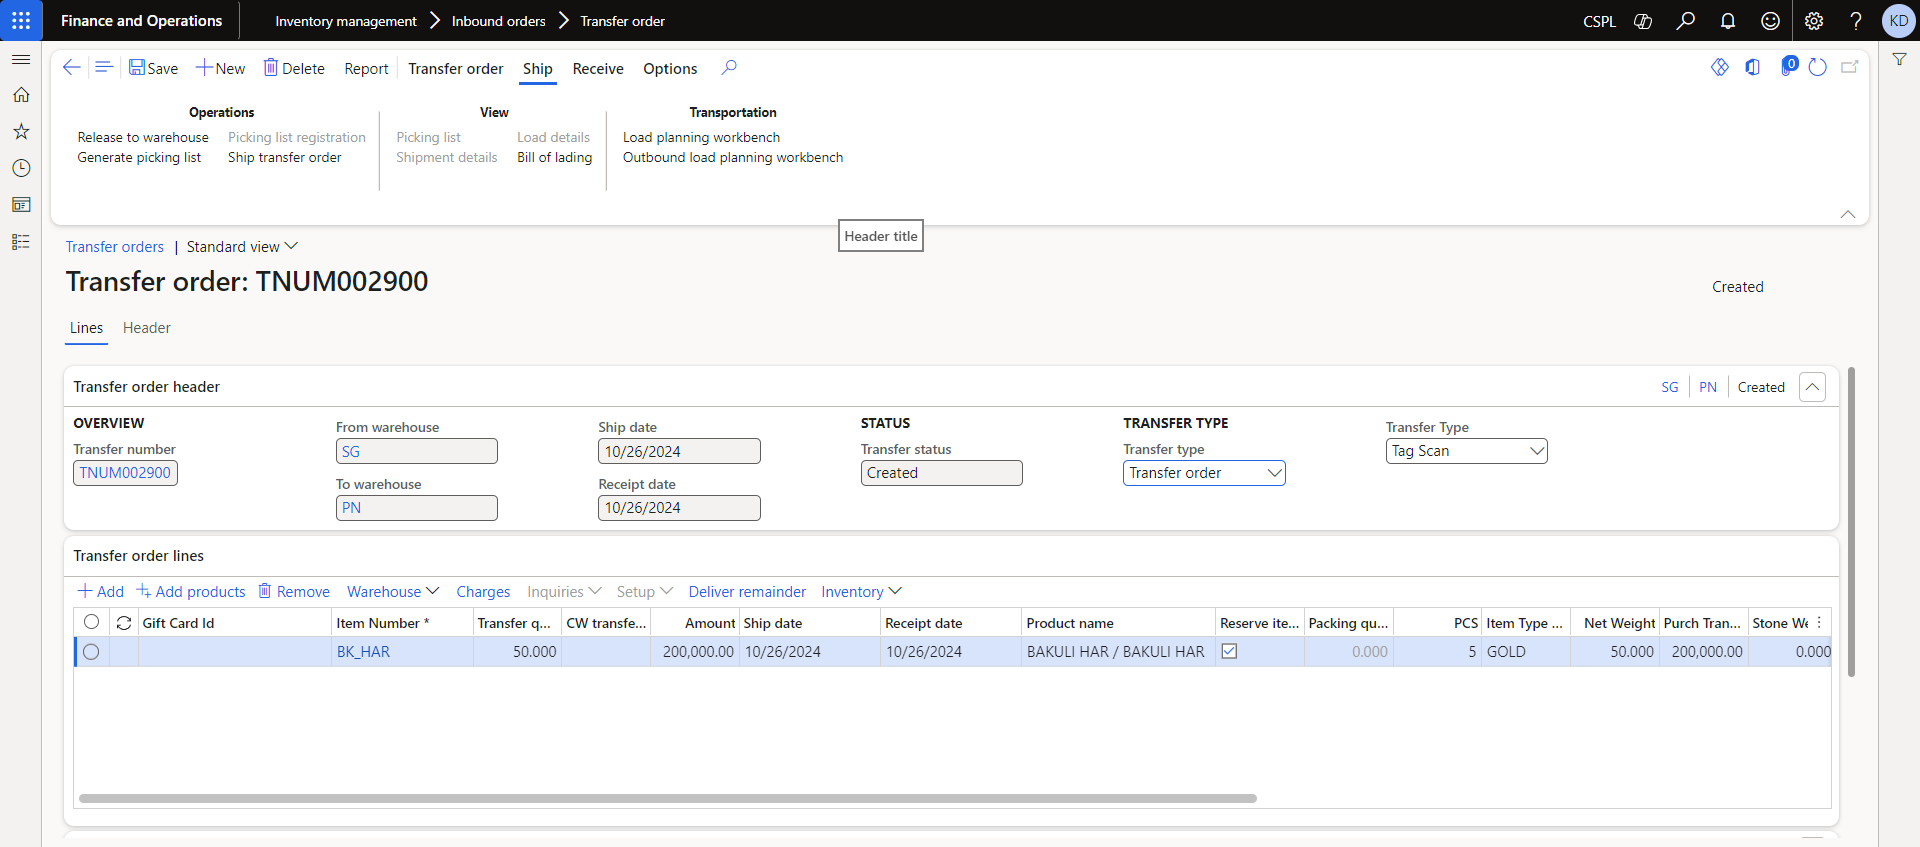 Finance and Operations
Inventory management
Inbound orders
Transfer order
CSPL
KD
Save
New
Delete
Report
Transfer order
Ship
Receive
Options
0
Operations
Release to warehouse
Picking list registration
Generate picking list
Ship transfer order
View
Picking list
Load details
Shipment details
Bill of lading
Transportation
Load planning workbench
Outbound load planning workbench
Header title
Transfer orders | Standard view
Transfer order: TNUM002900
Created
Lines
Header
Transfer order header
SG
PN
Created
OVERVIEW
Transfer number
TNUM002900
From warehouse
SG
To warehouse
PN
Ship date
10/26/2024
Receipt date
10/26/2024
STATUS
Transfer status
Created
TRANSFER TYPE
Transfer type
Transfer order
Transfer Type
Tag Scan
Transfer order lines
Add
Add products
Remove
Warehouse
Charges
Inquiries
Setup
Deliver remainder
Inventory
Gift Card Id
Item Number *
Transfer q...
CW transfe...
Amount
Ship date
Receipt date
Product name
Reserve ite...
Packing qu...
PCS
Item Type ...
Net Weight
Purch Tran...
Stone We
BK_HAR
50.000
200,000.00
10/26/2024
10/26/2024
BAKULI HAR / BAKULI HAR
0.000
5
GOLD
50.000
200,000.00
0.000